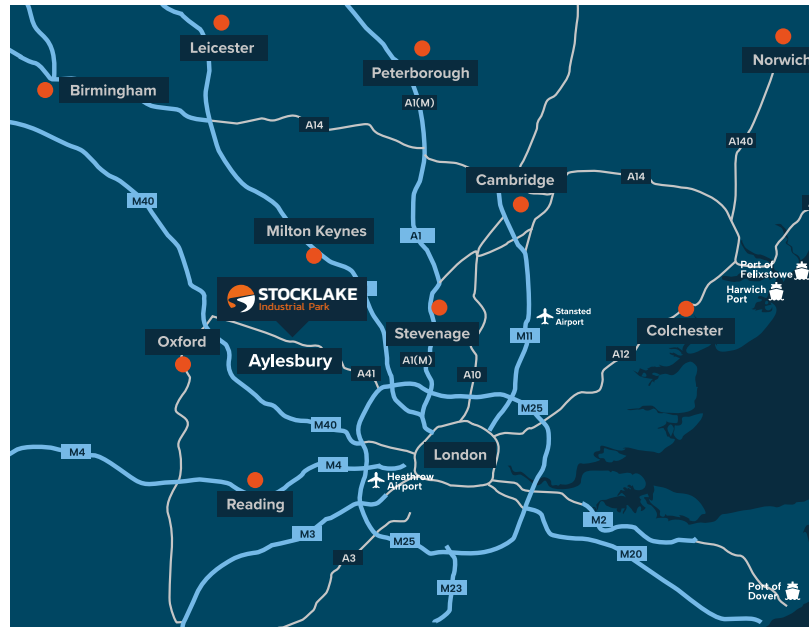 Leicester
Norwich
Peterborough
Birmingham
A1(M)
A14
A140
Cambridge
A14
M40
Milton Keynes
A1
Port of
Felixstowe
Harwich
Port
STOCKLAKE
Industrial Park
Stansted
Airport
Colchester
Stevenage
M11
Oxford
Aylesbury
A1(M)
A12
A41
A10
M25
M40
London
M4
M4
Heathrow
Airport
Reading
M2
M3
M25
M20
A3
M23
Port of
Dover